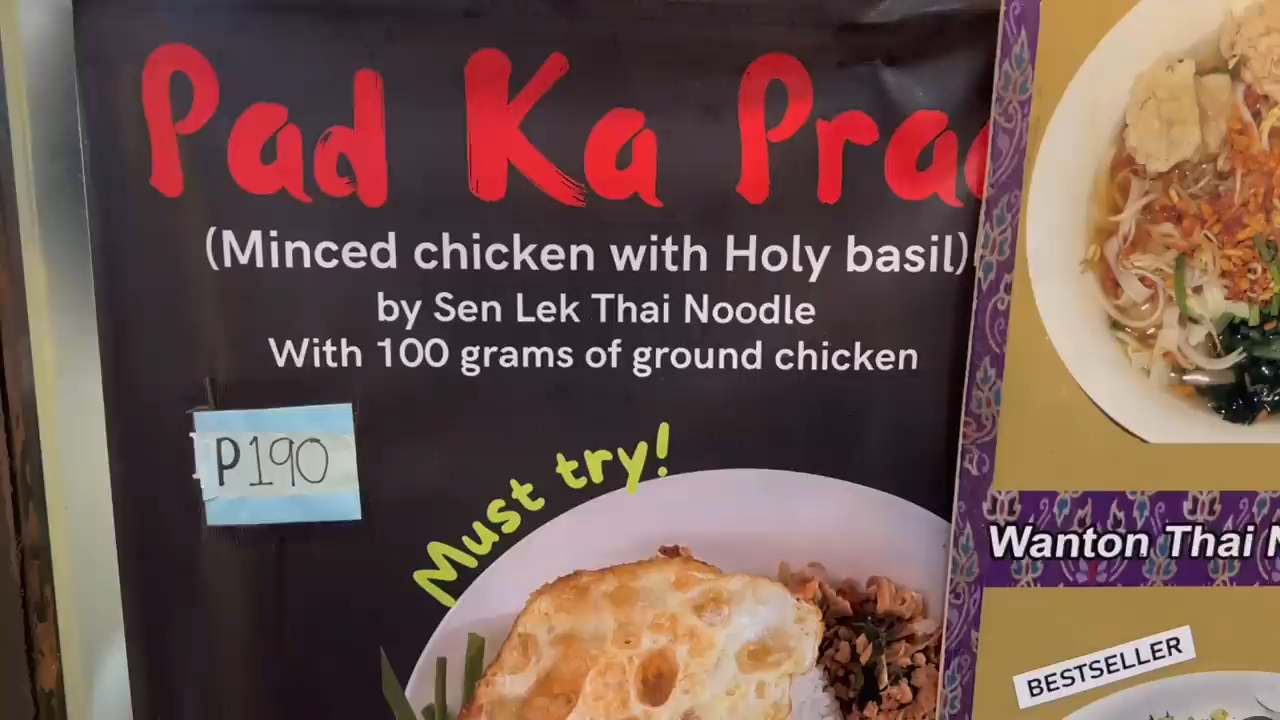 Pad Ka Prao
(Minced chicken with Holy basil)
by Sen Lek Thai Noodle
With 100 grams of ground chicken
P190
Must try!
Wanton Thai
BESTSELLER